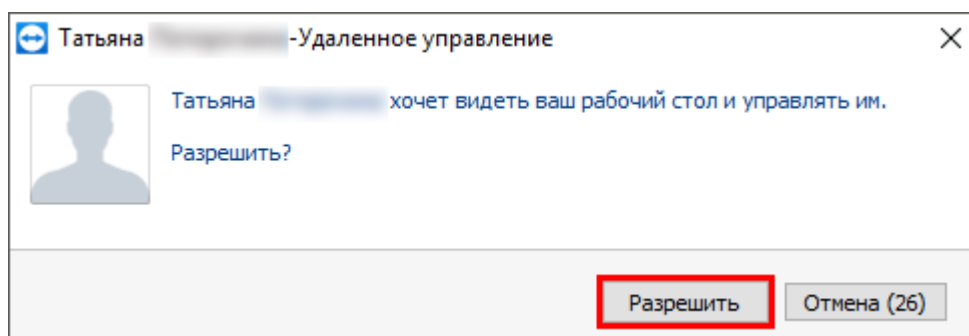 Татьяна -Удаленное управление
Татьяна хочет видеть ваш рабочий стол и управлять им.
Разрешить?
Разрешить
Отмена (26)